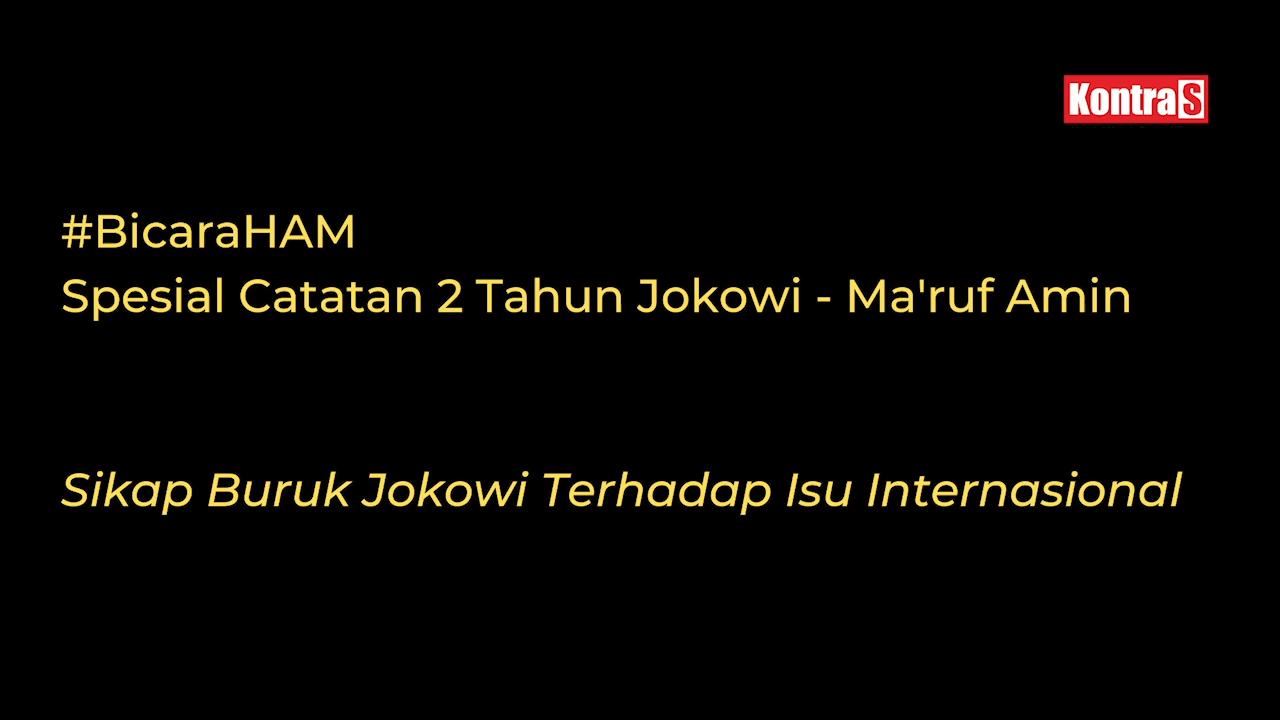 KontraS
#BicaraHAM
Spesial Catatan 2 Tahun Jokowi - Ma'ruf Amin
Sikap Buruk Jokowi Terhadap Isu Internasional